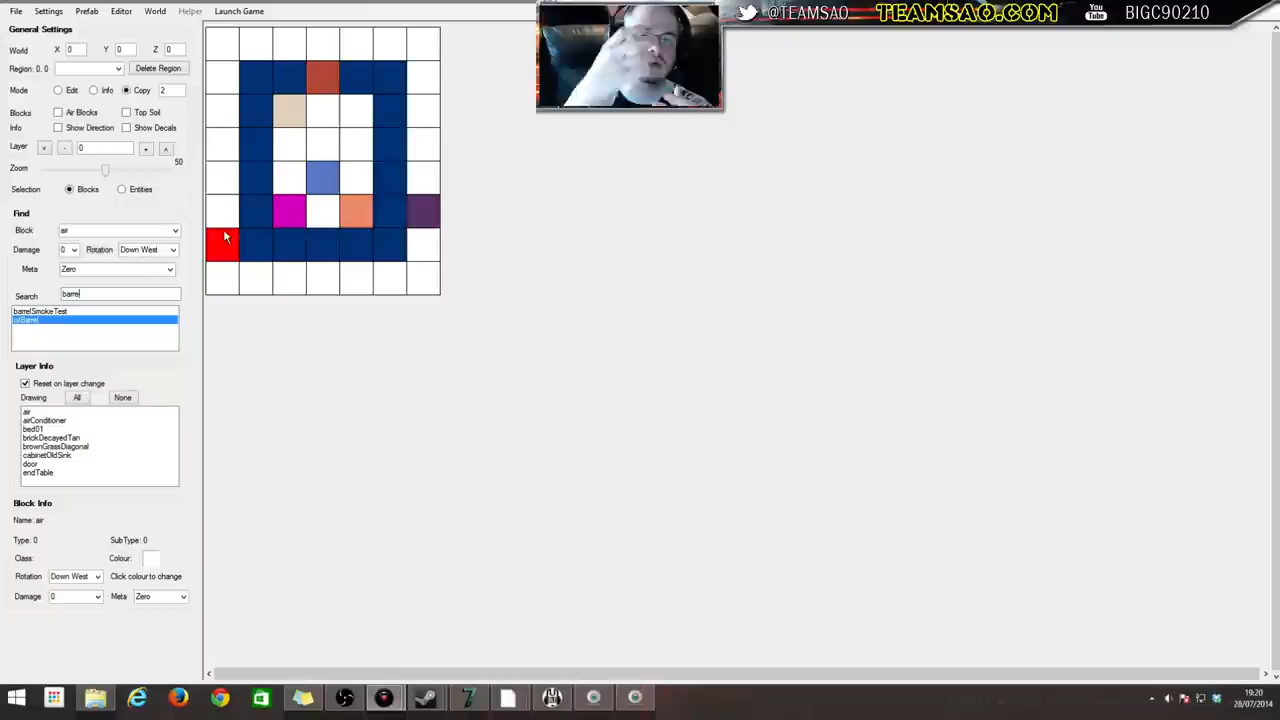 File Settings Prefab Editor World Helper Launch Game
@TEAMSAO TEAMSAO.COM You Tube BIGC90210
General Settings
World X 0 Y 0 Z 0
Region: 0. 0 Delete Region
Mode Edit Info Copy 2
Blocks Air Blocks Top Soil
Info Show Direction Show Decals
Layer v - 0 + ^
Zoom 50
Selection Blocks Entities
Find
Block air
Damage 0 Rotation Down West
Meta Zero
Search barrel
barrelSmokeTest
oilBarrel
Layer Info
Reset on layer change
Drawing All None
air
airConditioner
bed01
brickDecayedTan
brownGrassDiagonal
cabinetOldSink
door
endTable
Block Info
Name: air
Type: 0 SubType: 0
Class: Colour:
Rotation Down West Click colour to change
Damage: 0 Meta Zero
19:20
28/07/2014